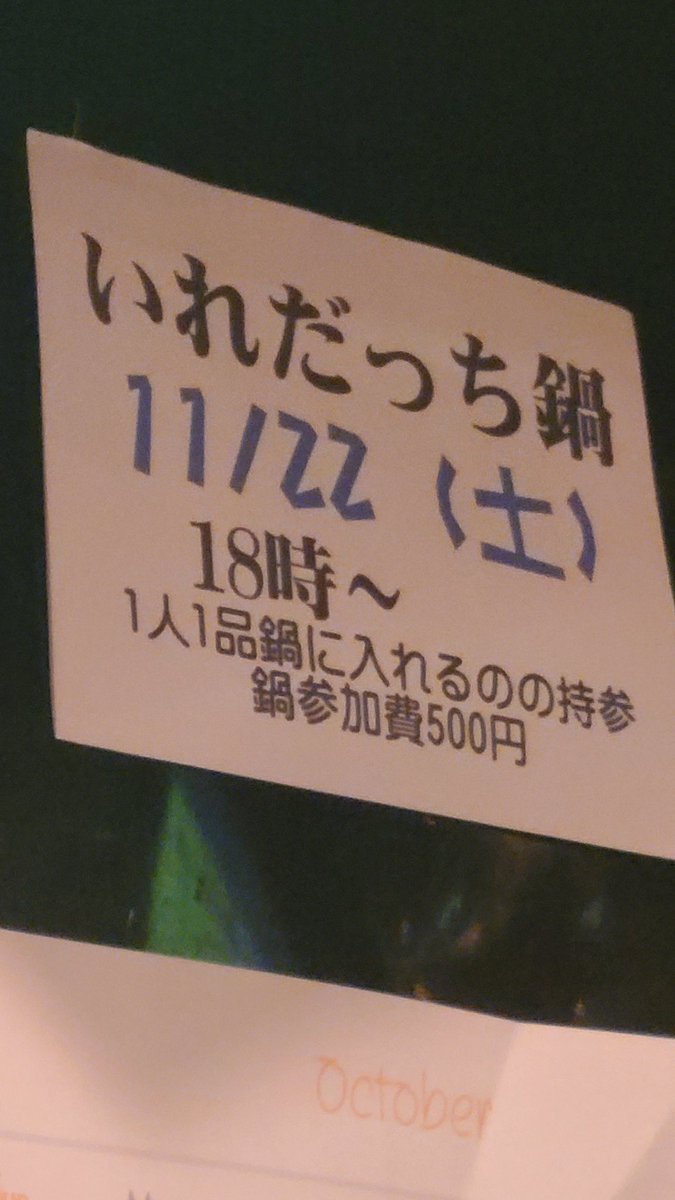 いれだっち鍋
11/22（土）
18時～
1人1品鍋に入れるのの持参
鍋参加費500円
October